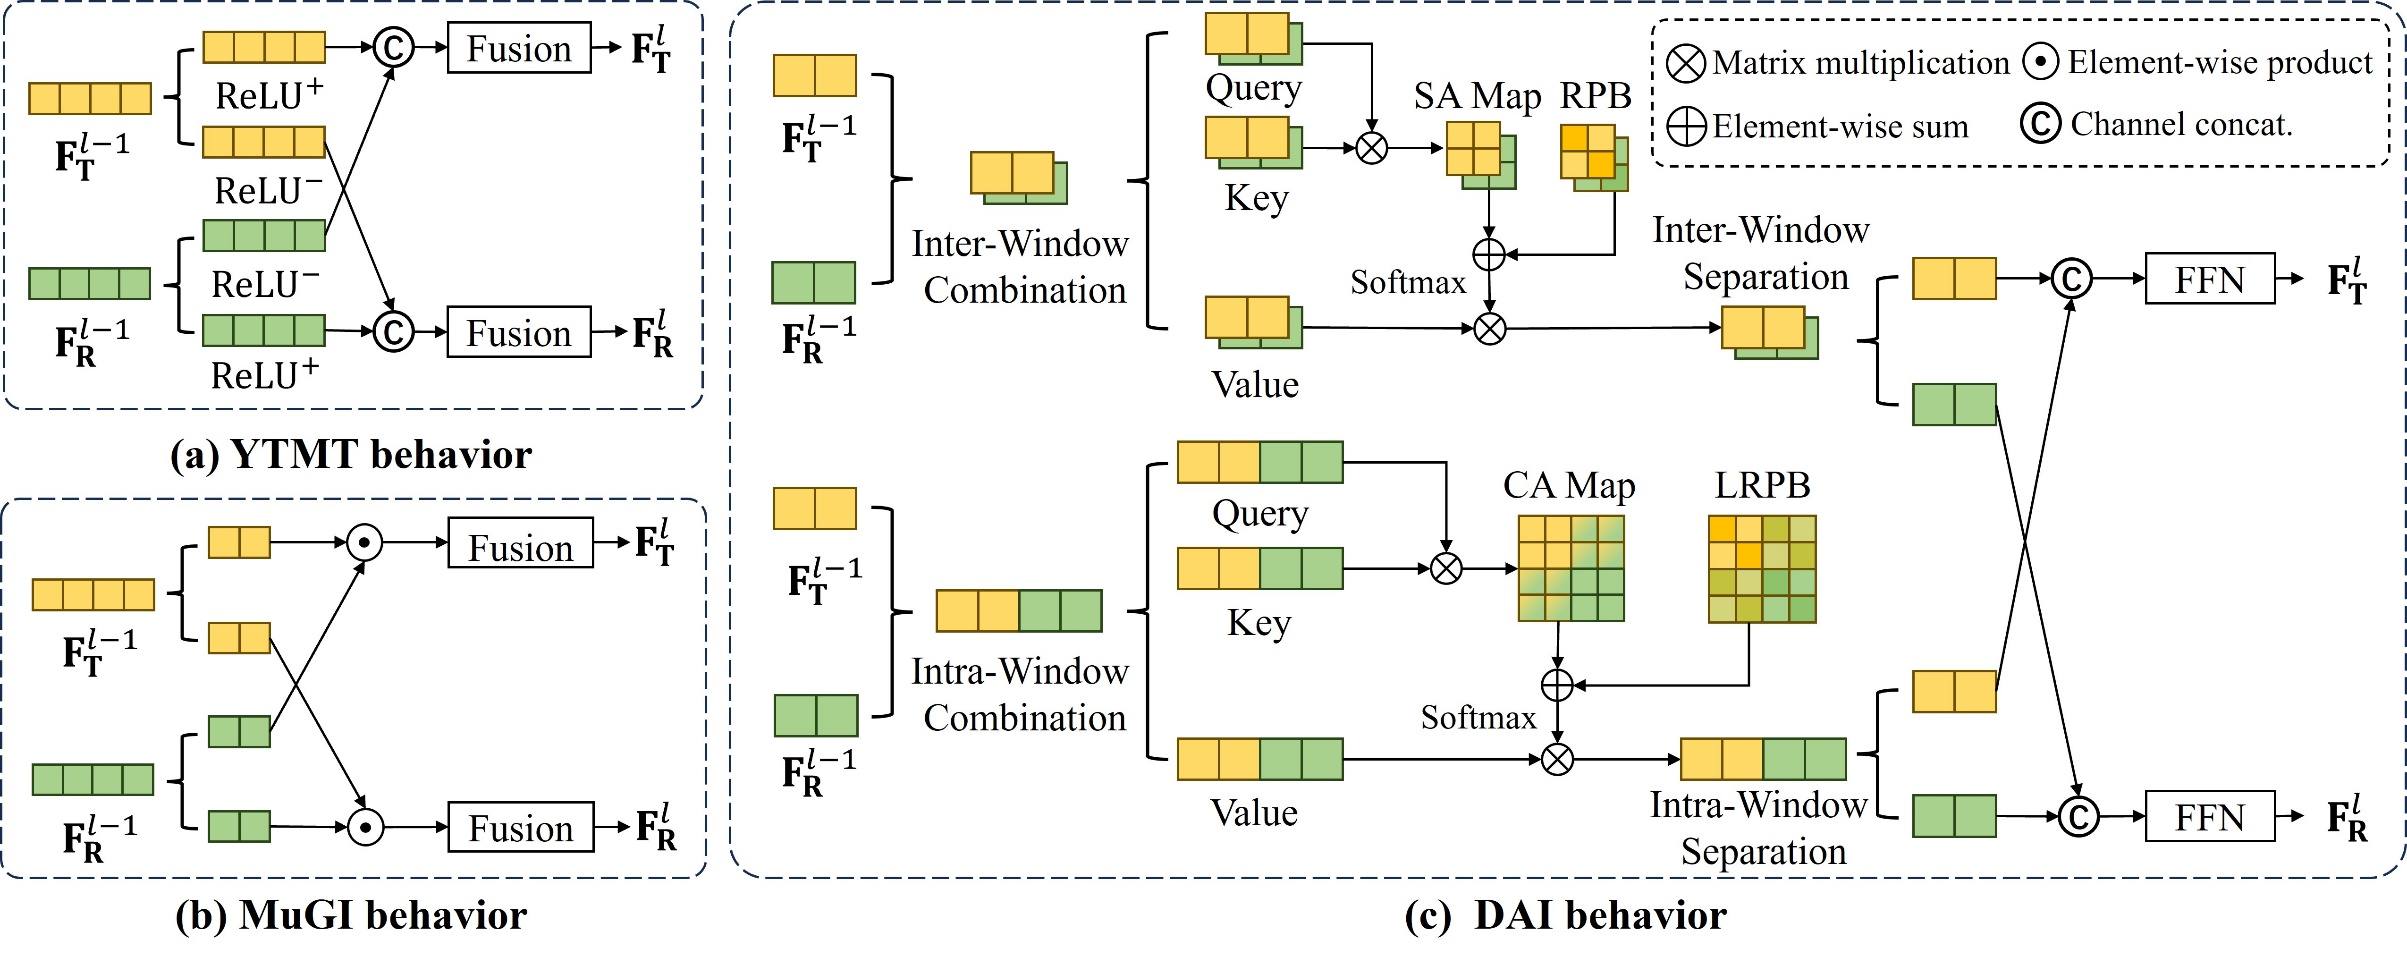 Fusion
F_T^l
ReLU⁺
F_T^{l−1}
ReLU⁻
ReLU⁻
F_R^{l−1}
Fusion
F_R^l
ReLU⁺
C
C
(a) YTMT behavior
Fusion
F_T^l
F_T^{l−1}
F_R^{l−1}
Fusion
F_R^l
(b) MuGI behavior
F_T^{l−1}
F_R^{l−1}
Inter-Window
Combination
Query
Key
Value
SA Map
RPB
Softmax
Inter-Window
Separation
Matrix multiplication
Element-wise product
Element-wise sum
C
Channel concat.
C
FFN
F_T^l
F_T^{l−1}
F_R^{l−1}
Intra-Window
Combination
Query
Key
Value
CA Map
LRPB
Softmax
Intra-Window
Separation
C
FFN
F_R^l
(c) DAI behavior